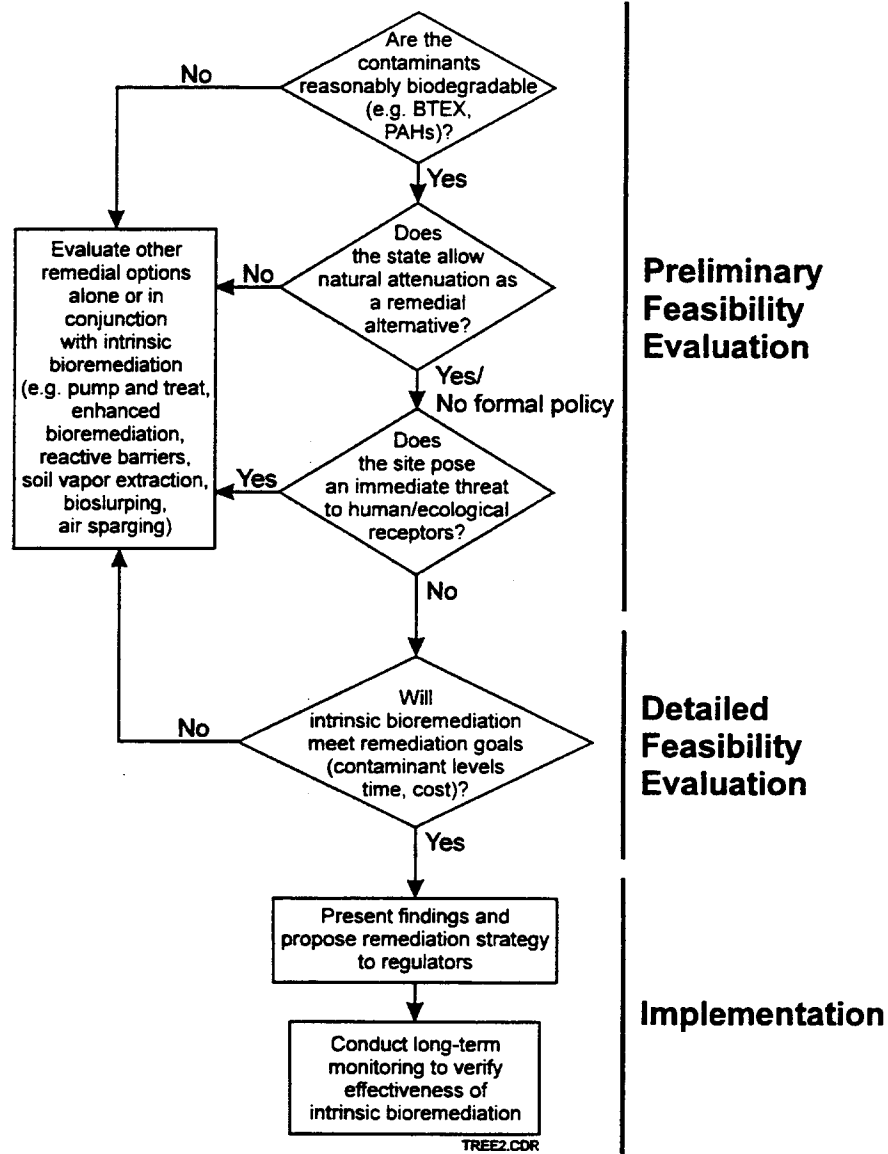 Are the
contaminants
reasonably biodegradable
(e.g. BTEX,
PAHs)?
No
Yes
Evaluate other
remedial options
alone or in
conjunction
with intrinsic
bioremediation
(e.g. pump and treat,
enhanced
bioremediation,
reactive barriers,
soil vapor extraction,
bioslurping,
air sparging)
No
Does
the state allow
natural attenuation as
a remedial
alternative?
Yes/
No formal policy
Yes
Does
the site pose
an immediate threat
to human/ecological
receptors?
No
Preliminary
Feasibility
Evaluation
No
Will
intrinsic bioremediation
meet remediation goals
(contaminant levels
time, cost)?
Yes
Detailed
Feasibility
Evaluation
Present findings and
propose remediation strategy
to regulators
Conduct long-term
monitoring to verify
effectiveness of
intrinsic bioremediation
Implementation
TREE2.CDR